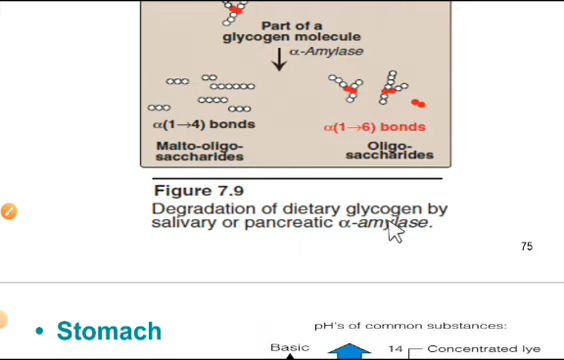 Part of a
glycogen molecule
α-Amylase
α(1→4) bonds
α(1→6) bonds
Malto-oligo-
saccharides
Oligo-
saccharides
Figure 7.9
Degradation of dietary glycogen by
salivary or pancreatic α-amylase.
75
• Stomach
pH's of common substances:
Basic
14
Concentrated lye